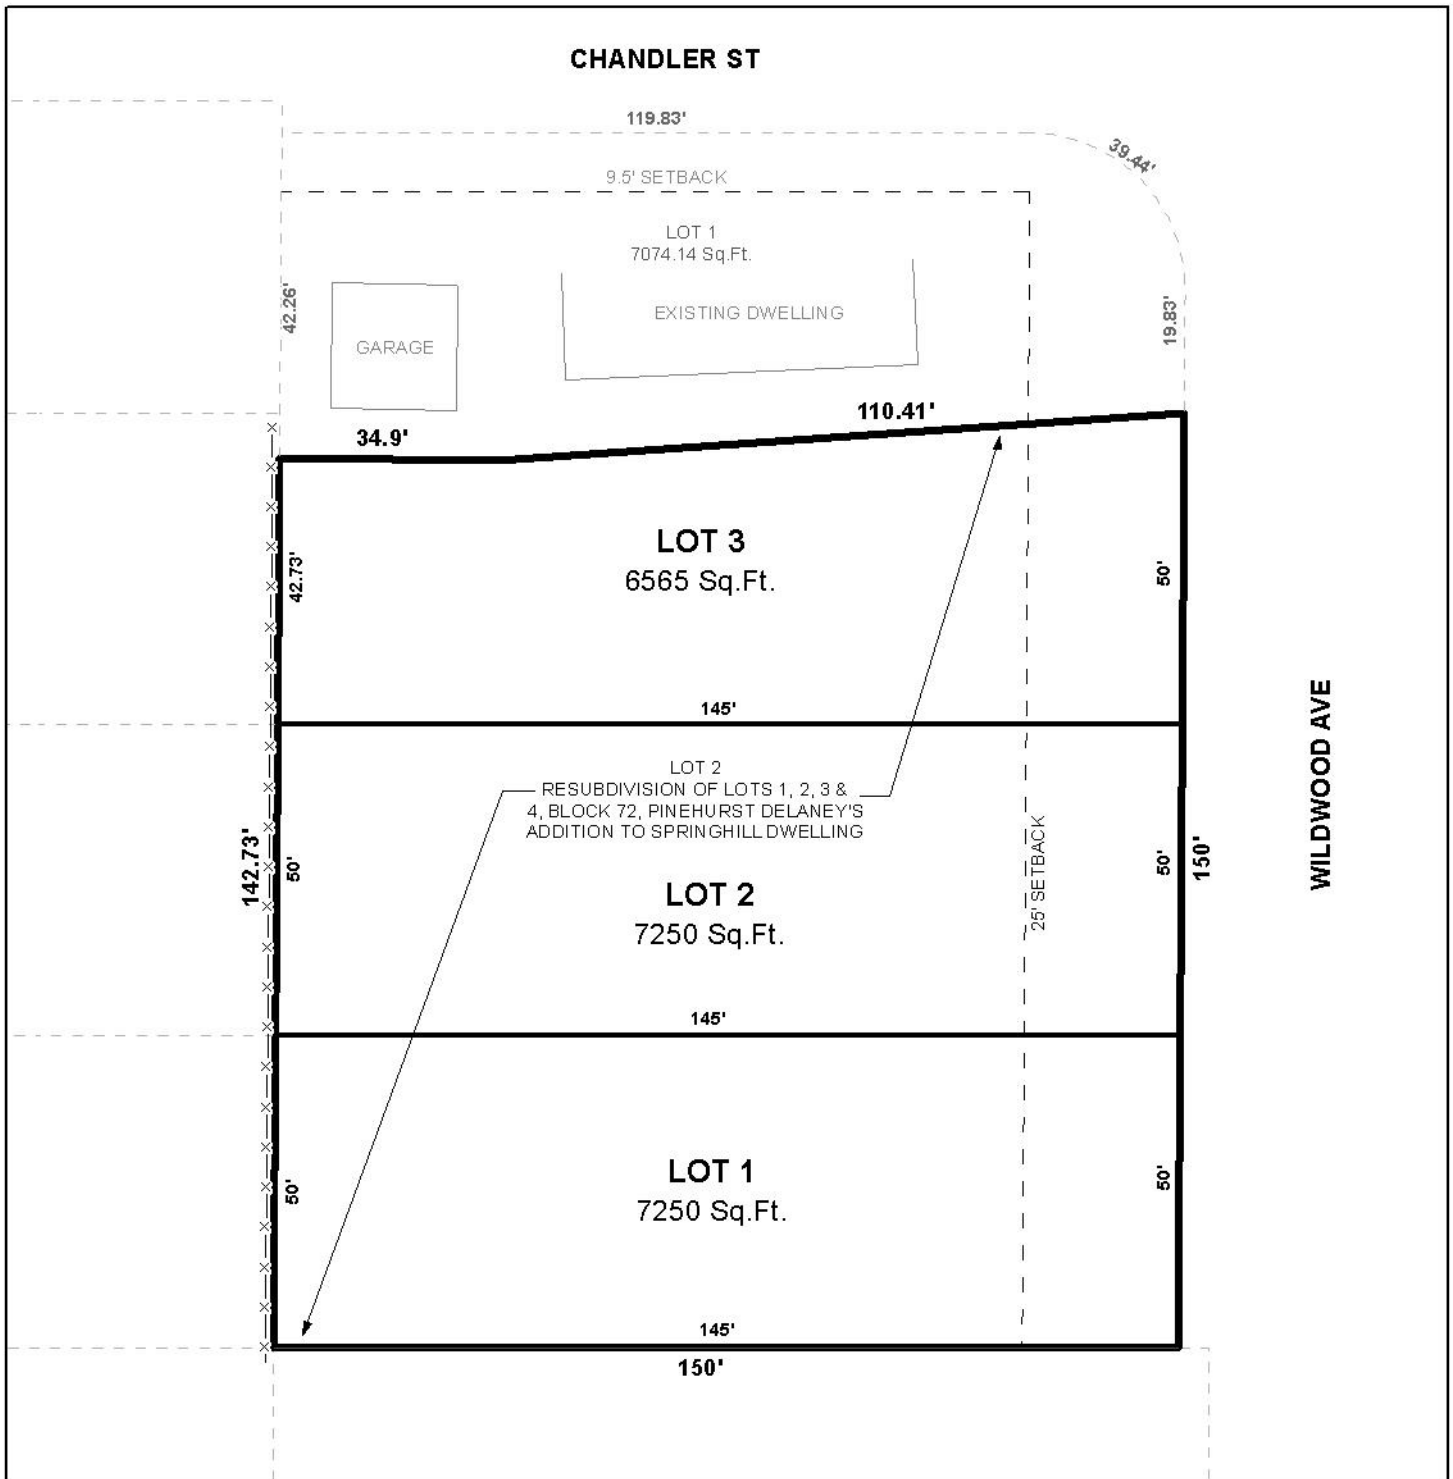 CHANDLER ST
119.83'
39.44'
9.5' SETBACK
LOT 1
7074.14 Sq.Ft.
42.26'
EXISTING DWELLING
19.83'
GARAGE
110.41'
34.9'
LOT 3
6565 Sq.Ft.
42.73'
50'
145'
WILDWOOD AVE
LOT 2
RESUBDIVISION OF LOTS 1, 2, 3 &
4, BLOCK 72, PINEHURST DELANEY'S
ADDITION TO SPRINGHILL DWELLING
142.73'
50'
25' SETBACK
50'
150'
LOT 2
7250 Sq.Ft.
145'
LOT 1
7250 Sq.Ft.
50'
50'
145'
150'